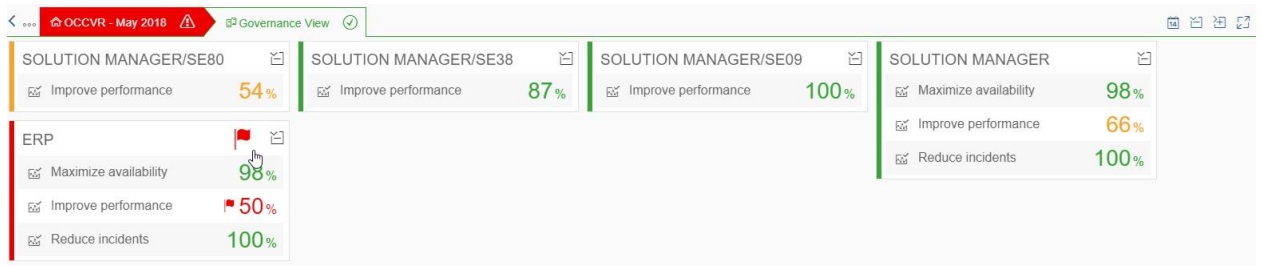 OCCVR - May 2018 Governance View 14
SOLUTION MANAGER/SE80
Improve performance 54%
SOLUTION MANAGER/SE38
Improve performance 87%
SOLUTION MANAGER/SE09
Improve performance 100%
SOLUTION MANAGER
Maximize availability 98%
Improve performance 66%
Reduce incidents 100%
ERP
Maximize availability 98%
Improve performance 50%
Reduce incidents 100%